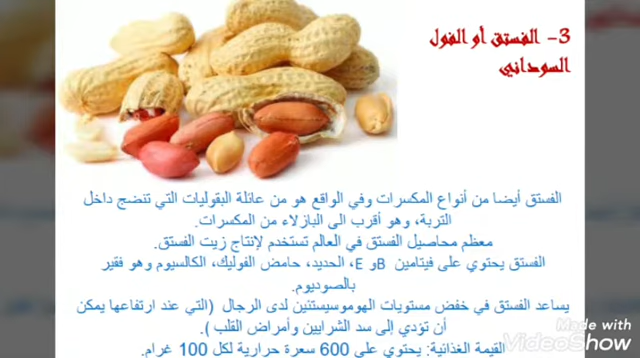 3- الفستق أو الفول
السوداني
الفستق أيضا من أنواع المكسرات وفي الواقع هو من عائلة البقوليات التي تنضج داخل
التربة، وهو أقرب الى البازلاء من المكسرات.
معظم محاصيل الفستق في العالم تستخدم لإنتاج زيت الفستق.
الفستق يحتوي على فيتامين B و E، الحديد، حامض الفوليك، الكالسيوم وهو فقير
بالصوديوم.
يساعد الفستق في خفض مستويات الهوموسيستئين لدى الرجال (التي عند ارتفاعها يمكن
أن تؤدي إلى سد الشرايين وأمراض القلب ).
القيمة الغذائية: يحتوي على 600 سعرة حرارية لكل 100 غرام.
Made with
VideoShow